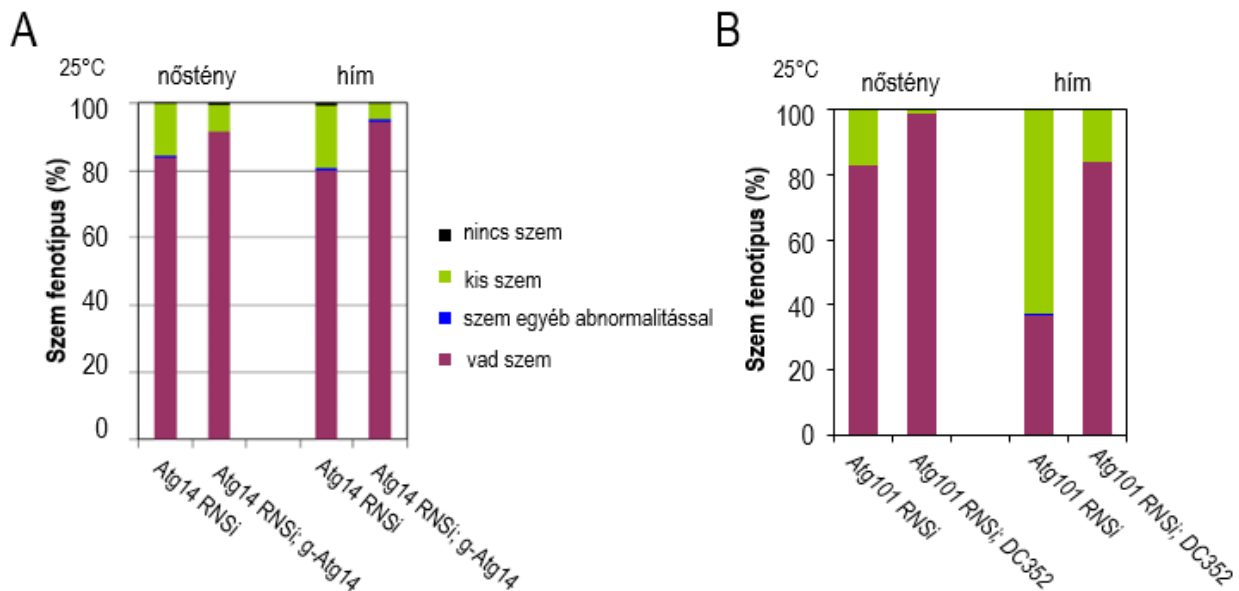 A
25°C
nőstény
hím
Szem fenotípus (%)
100
80
60
40
20
0
Atg14 RNSi
Atg14 RNSi; g-Atg14
Atg14 RNSi
Atg14 RNSi; g-Atg14
nincs szem
kis szem
szem egyéb abnormalitással
vad szem
B
25°C
nőstény
hím
Szem fenotípus (%)
100
80
60
40
20
0
Atg101 RNSi
Atg101 RNSi; DC352
Atg101 RNSi
Atg101 RNSi; DC352